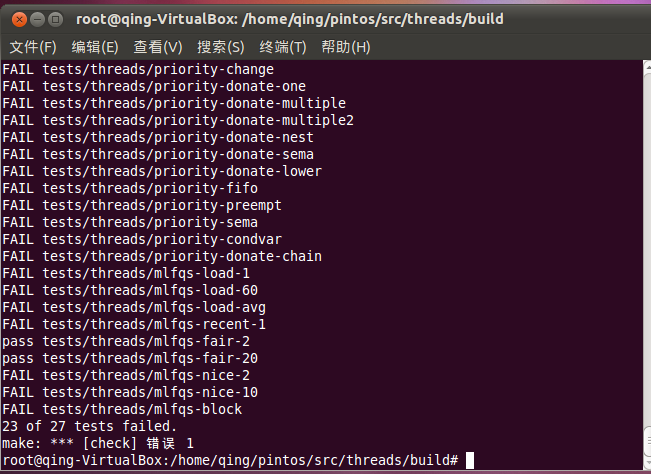 root@qing-VirtualBox: /home/qing/pintos/src/threads/build
文件(F) 编辑(E) 查看(V) 搜索(S) 终端(T) 帮助(H)
FAIL tests/threads/priority-change
FAIL tests/threads/priority-donate-one
FAIL tests/threads/priority-donate-multiple
FAIL tests/threads/priority-donate-multiple2
FAIL tests/threads/priority-donate-nest
FAIL tests/threads/priority-donate-sema
FAIL tests/threads/priority-donate-lower
FAIL tests/threads/priority-fifo
FAIL tests/threads/priority-preempt
FAIL tests/threads/priority-sema
FAIL tests/threads/priority-condvar
FAIL tests/threads/priority-donate-chain
FAIL tests/threads/mlfqs-load-1
FAIL tests/threads/mlfqs-load-60
FAIL tests/threads/mlfqs-load-avg
FAIL tests/threads/mlfqs-recent-1
pass tests/threads/mlfqs-fair-2
pass tests/threads/mlfqs-fair-20
FAIL tests/threads/mlfqs-nice-2
FAIL tests/threads/mlfqs-nice-10
FAIL tests/threads/mlfqs-block
23 of 27 tests failed.
make: *** [check] 错误 1
root@qing-VirtualBox:/home/qing/pintos/src/threads/build#